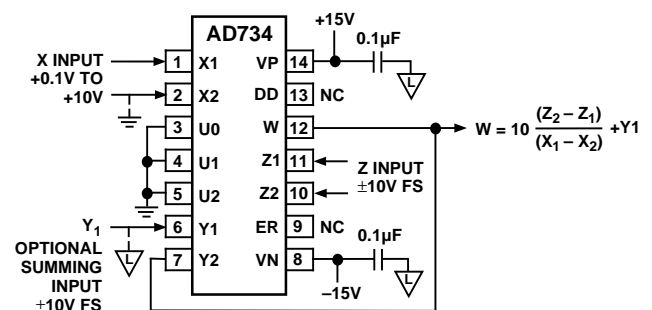 AD734
+15V
0.1µF
L
X INPUT
+0.1V TO
+10V
1 X1 VP 14
2 X2 DD 13 NC
3 U0 W 12
W = 10 (Z2 – Z1) / (X1 – X2) +Y1
4 U1 Z1 11
5 U2 Z2 10
Z INPUT
±10V FS
6 Y1 ER 9 NC
7 Y2 VN 8
0.1µF
L
–15V
Y1
L
OPTIONAL
SUMMING
INPUT
±10V FS